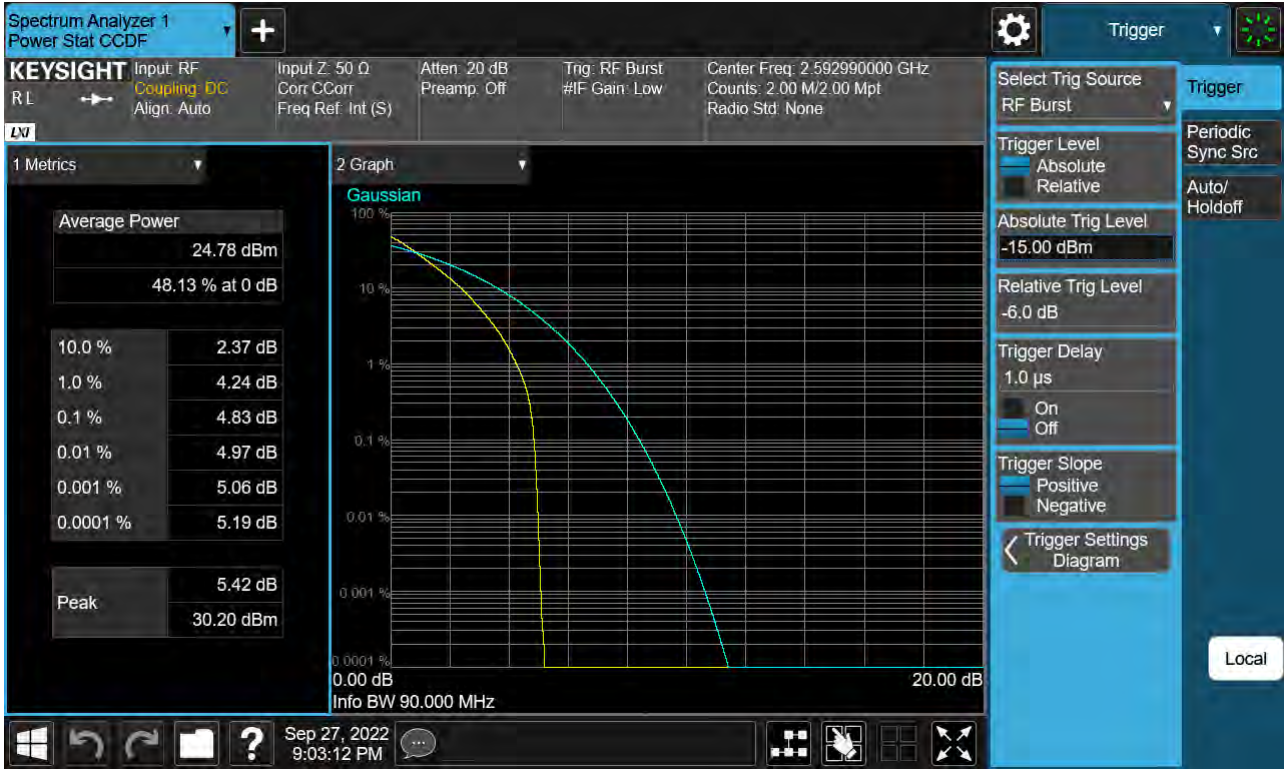 Spectrum Analyzer 1
Power Stat CCDF
+
Trigger
KEYSIGHT
R L
LXI
Input: RF
Coupling: DC
Align: Auto
Input Z: 50 Ω
Corr CCorr
Freq Ref: Int (S)
Atten: 20 dB
Preamp: Off
Trig: RF Burst
#IF Gain: Low
Center Freq: 2.592990000 GHz
Counts: 2.00 M/2.00 Mpt
Radio Std: None
1 Metrics
Average Power
24.78 dBm
48.13 % at 0 dB
10.0 % 2.37 dB
1.0 % 4.24 dB
0.1 % 4.83 dB
0.01 % 4.97 dB
0.001 % 5.06 dB
0.0001 % 5.19 dB
Peak
5.42 dB
30.20 dBm
2 Graph
Gaussian
100 %
10 %
1 %
0.1 %
0.01 %
0.001 %
0.0001 %
0.00 dB 20.00 dB
Info BW 90.000 MHz
Select Trig Source
RF Burst
Trigger Level
Absolute
Relative
Absolute Trig Level
-15.00 dBm
Relative Trig Level
-6.0 dB
Trigger Delay
1.0 µs
On
Off
Trigger Slope
Positive
Negative
Trigger Settings
Diagram
Trigger
Periodic
Sync Src
Auto/
Holdoff
Local
?
Sep 27, 2022
9:03:12 PM